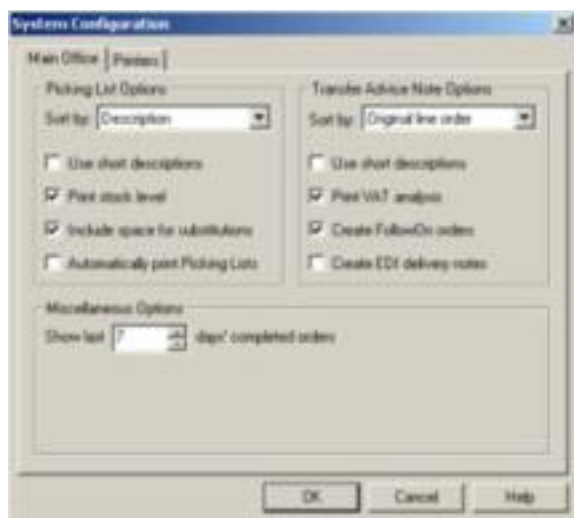 System Configuration
Main Office
Printers
Picking List Options
Sort by: Description
Use short descriptions
Print stock level
Include space for substitutions
Automatically print Picking Lists
Transfer Advice Note Options
Sort by: Original line order
Use short descriptions
Print VAT analysis
Create FollowOn orders
Create EDI delivery notes
Miscellaneous Options
Show last 7 days' completed orders
OK
Cancel
Help